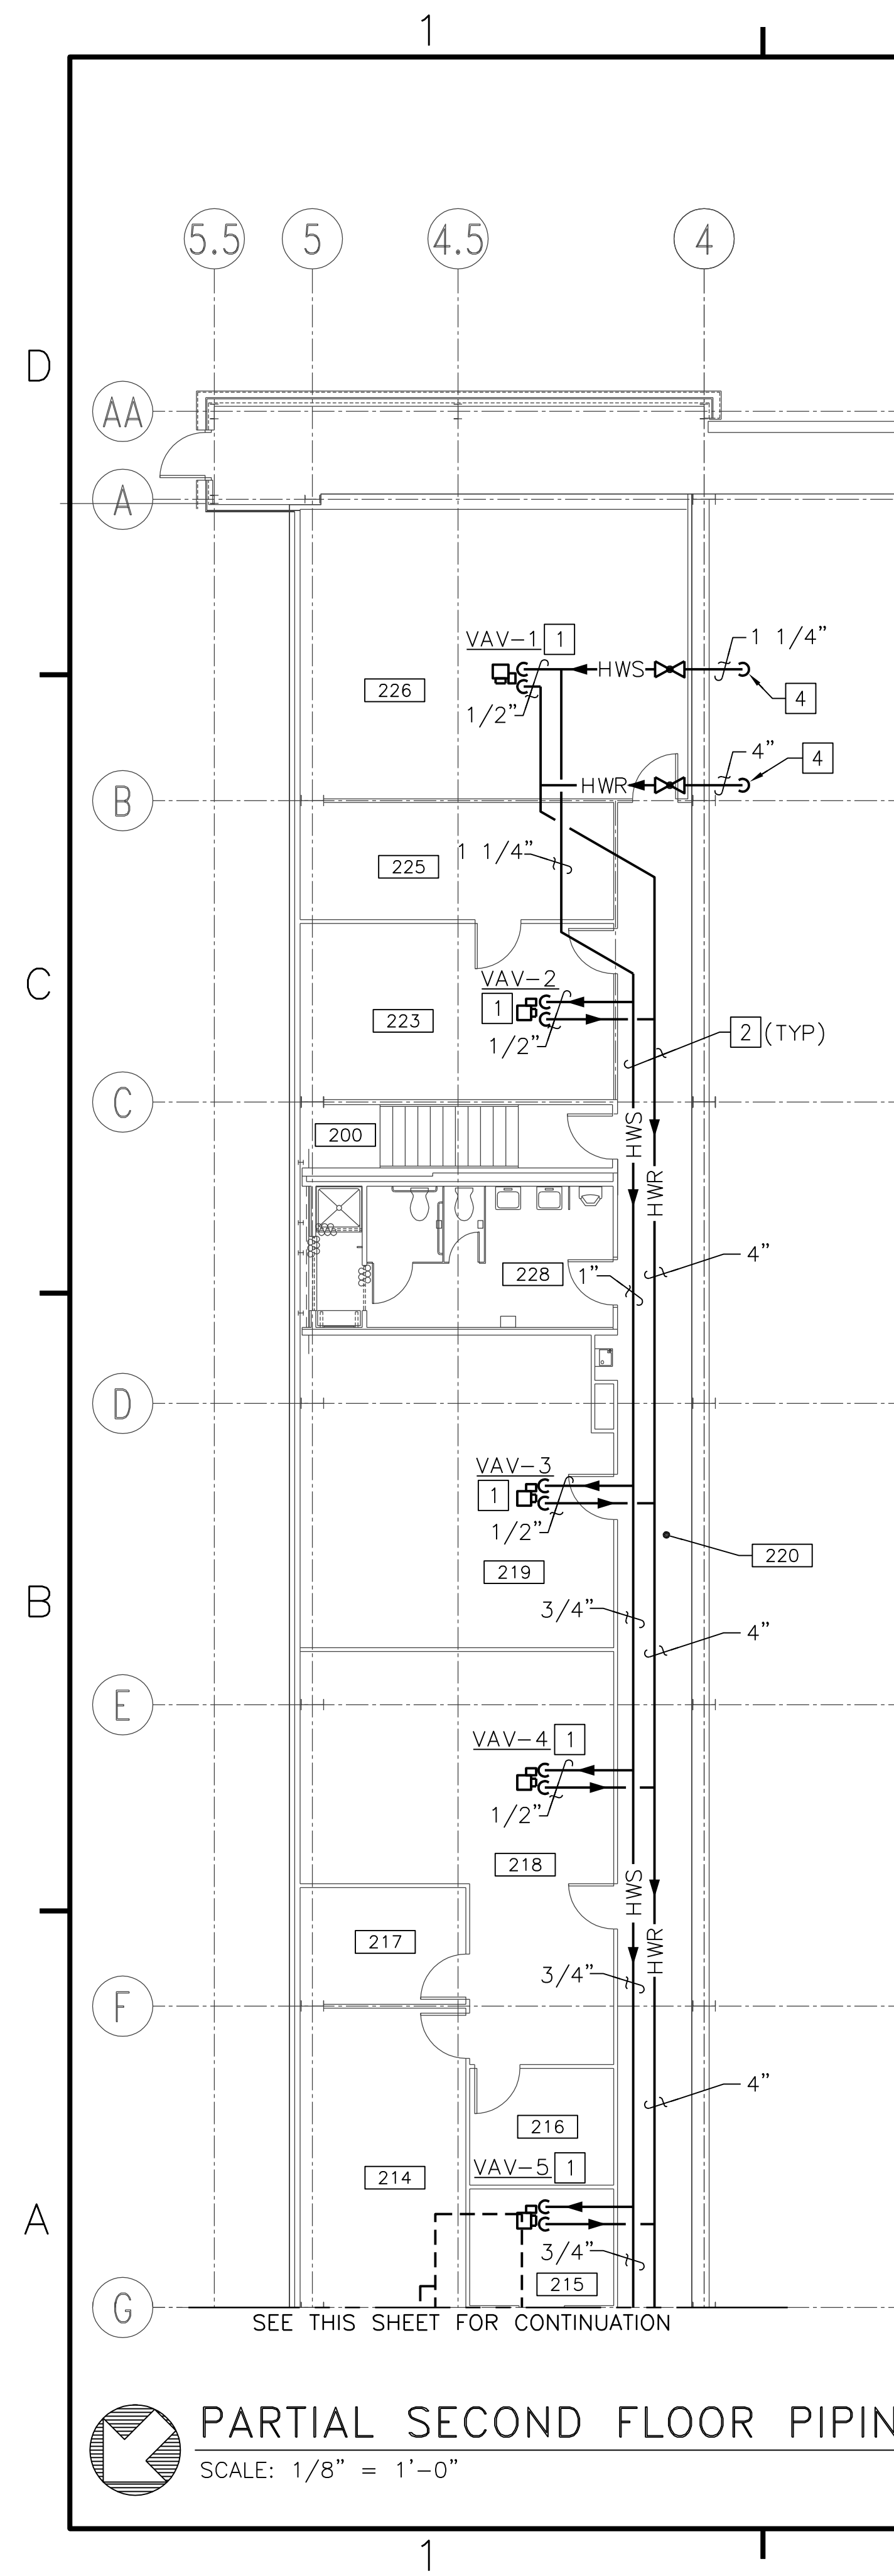 1
5.5 5 4.5 4
D
AA
A
VAV-1 1
1 1/4”
HWS
226
4
1/2”
4”
4
HWR
B
1 1/4”
225
C
VAV-2
1
223
2 (TYP)
1/2”
C
200
HWS
HWR
4”
228
1”
D
VAV-3
1
1/2”
220
219
B
3/4”
4”
E
VAV-4 1
1/2”
218
HWS
217
HWR
3/4”
F
4”
216
VAV-5 1
214
A
3/4”
215
G
SEE THIS SHEET FOR CONTINUATION
PARTIAL SECOND FLOOR PIPIN
SCALE: 1/8” = 1’-0”
1